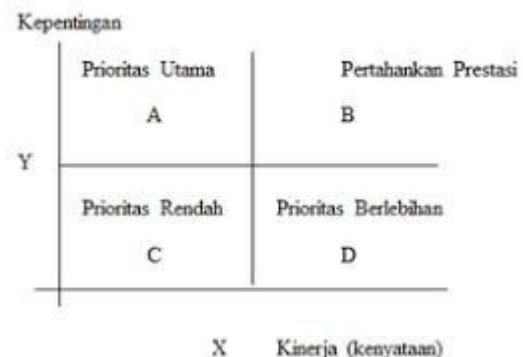 Kepentingan
Prioritas Utama
Pertahankan Prestasi
A
B
Y
Prioritas Rendah
Prioritas Berlebihan
C
D
X
Kinerja (kenyataan)